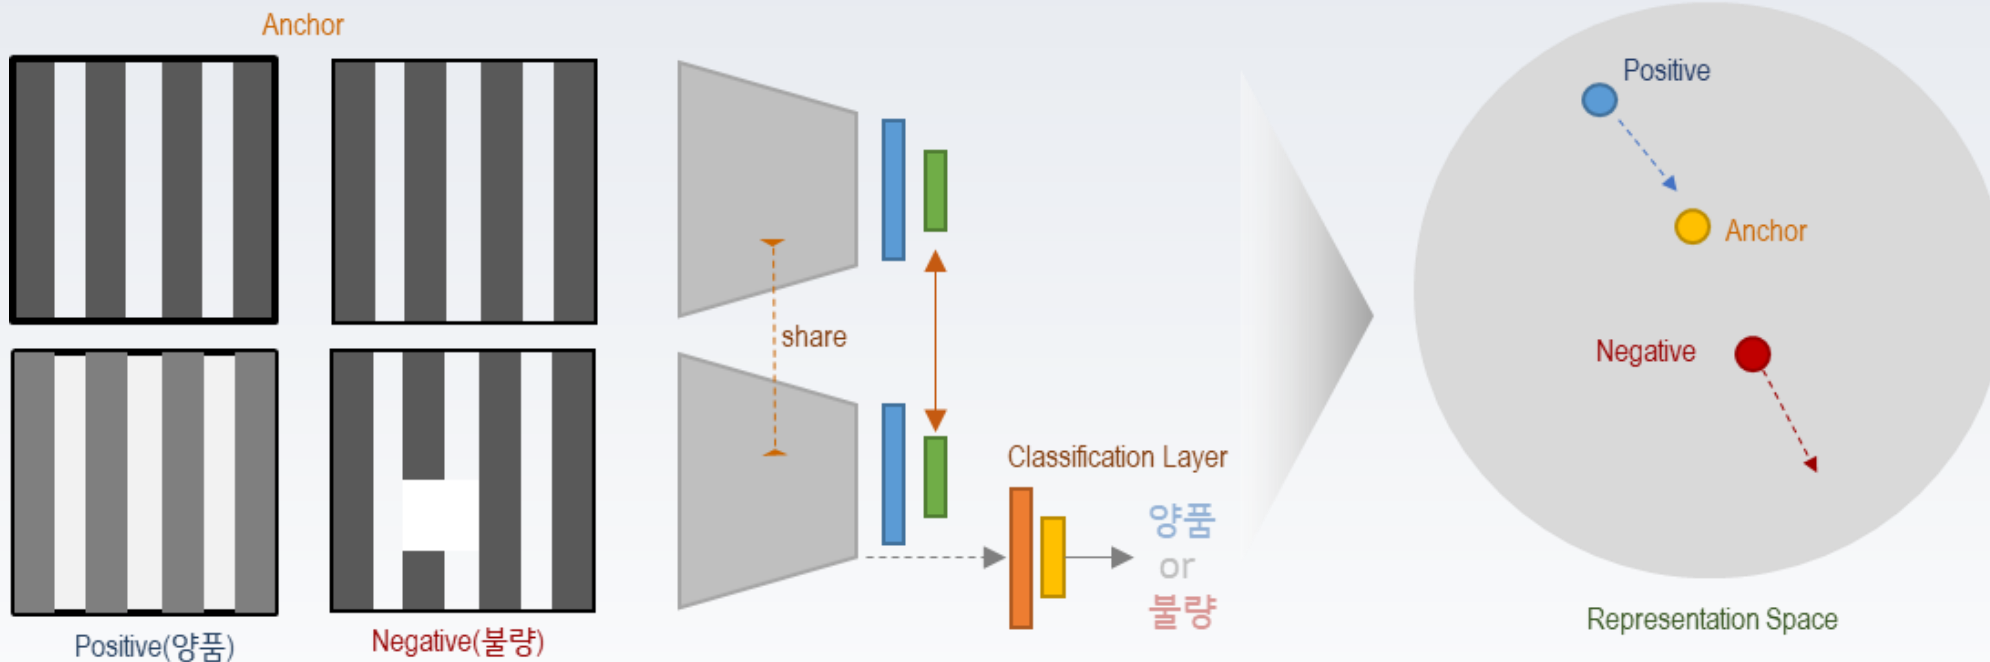 Anchor
Positive(양품)
Negative(불량)
share
Classification Layer
양품
or
불량
Positive
Anchor
Negative
Representation Space